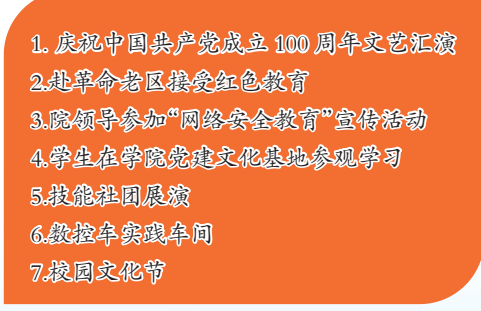 1. 庆祝中国共产党成立 100 周年文艺汇演
2.赴革命老区接受红色教育
3.院领导参加“网络安全教育”宣传活动
4.学生在学院党建文化基地参观学习
5.技能社团展演
6.数控车实践车间
7.校园文化节